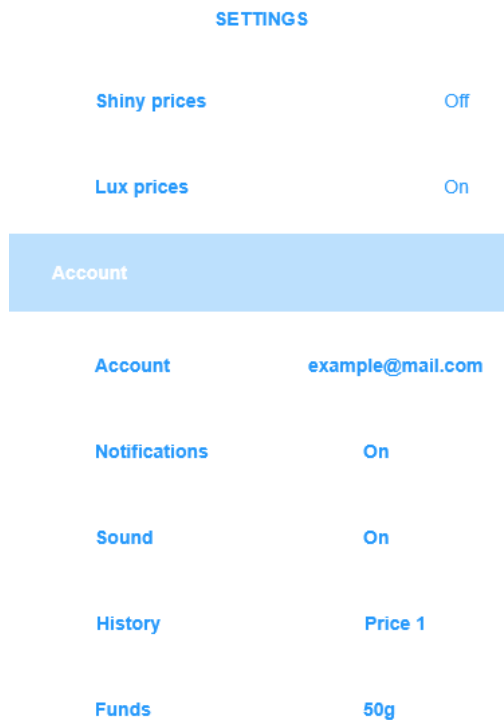 SETTINGS
Shiny prices Off
Lux prices On
Account
Account example@mail.com
Notifications On
Sound On
History Price 1
Funds 50g